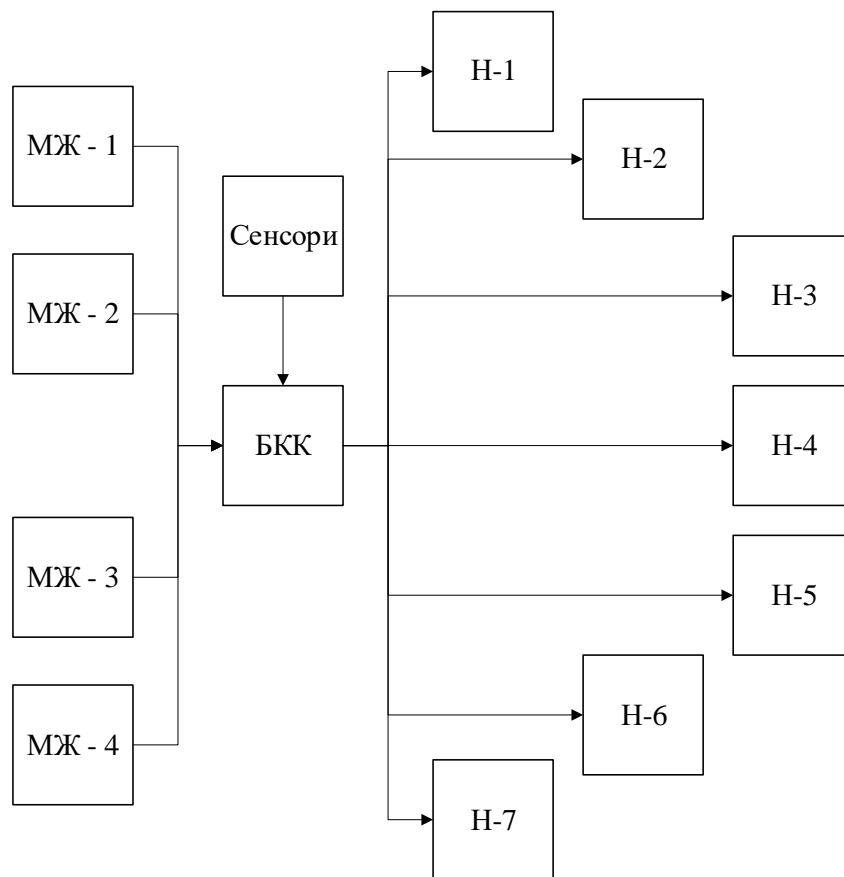 МЖ - 1
МЖ - 2
МЖ - 3
МЖ - 4
Сенсори
БКК
Н-1
Н-2
Н-3
Н-4
Н-5
Н-6
Н-7